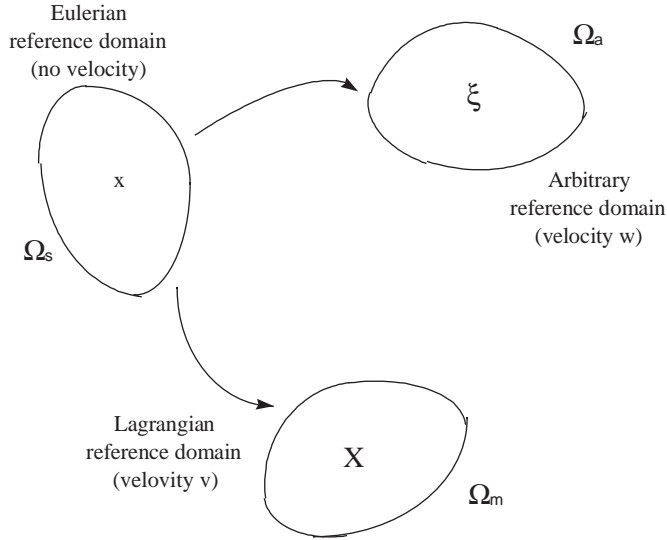 Eulerian
reference domain
(no velocity)
x
Ωs
Ωa
ξ
Arbitrary
reference domain
(velocity w)
Lagrangian
reference domain
(velovity v)
X
Ωm